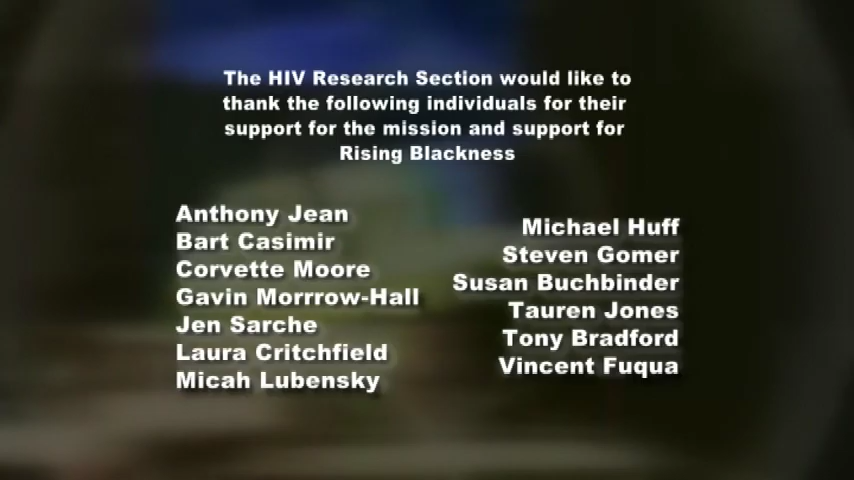 The HIV Research Section would like to
thank the following individuals for their
support for the mission and support for
Rising Blackness
Anthony Jean
Bart Casimir
Corvette Moore
Gavin Morrrow-Hall
Jen Sarche
Laura Critchfield
Micah Lubensky
Michael Huff
Steven Gomer
Susan Buchbinder
Tauren Jones
Tony Bradford
Vincent Fuqua